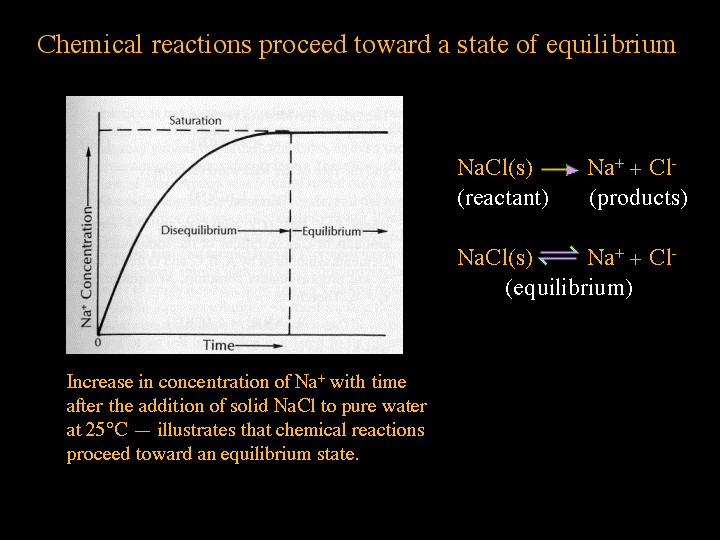 Chemical reactions proceed toward a state of equilibrium
Saturation
Disequilibrium
Equilibrium
Na⁺ Concentration
0
Time
NaCl(s) Na⁺ + Cl⁻
(reactant) (products)
NaCl(s) Na⁺ + Cl⁻
(equilibrium)
Increase in concentration of Na⁺ with time
after the addition of solid NaCl to pure water
at 25°C — illustrates that chemical reactions
proceed toward an equilibrium state.